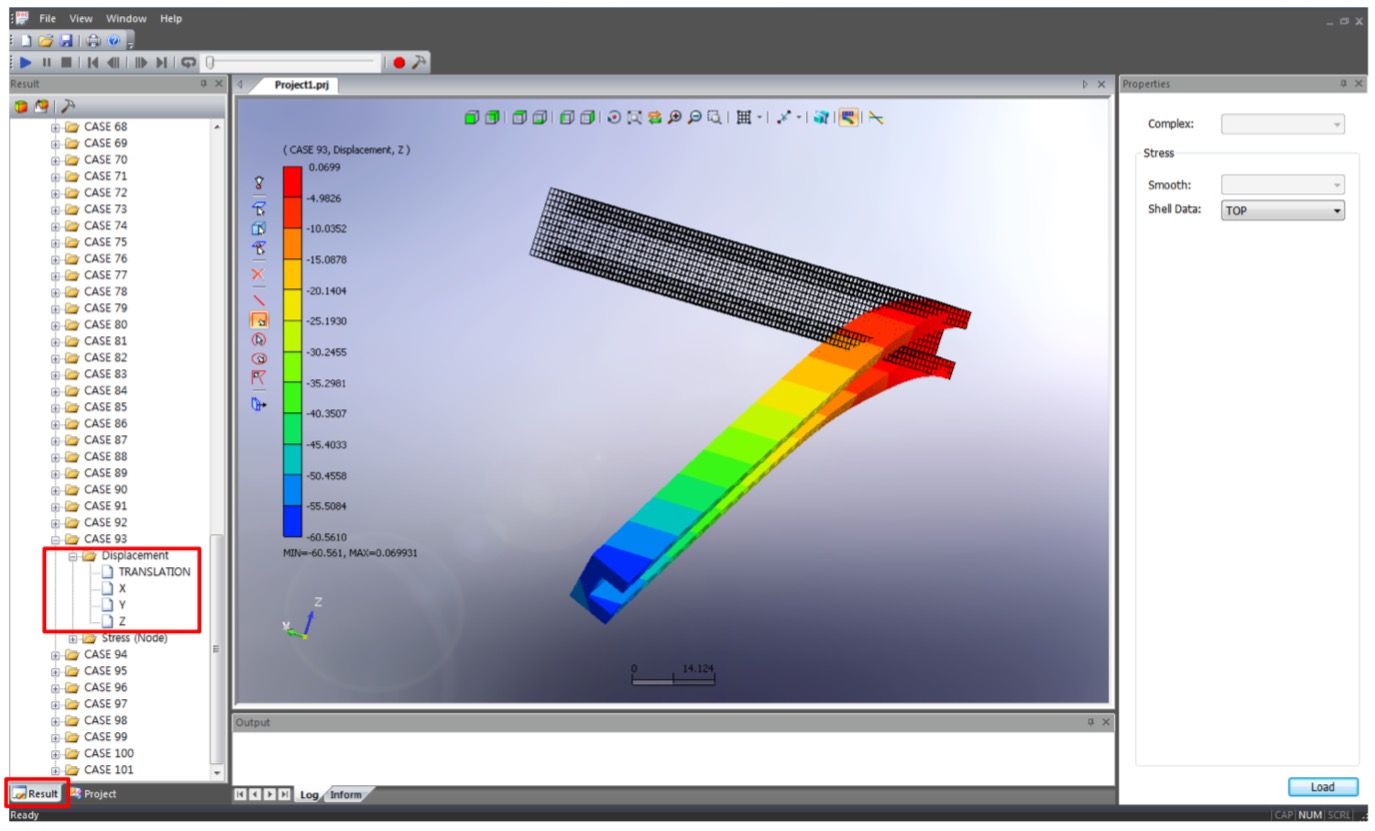 File View Window Help
Result
Project1.prj
Properties
CASE 68
CASE 69
CASE 70
CASE 71
CASE 72
CASE 73
CASE 74
CASE 75
CASE 76
CASE 77
CASE 78
CASE 79
CASE 80
CASE 81
CASE 82
CASE 83
CASE 84
CASE 85
CASE 86
CASE 87
CASE 88
CASE 89
CASE 90
CASE 91
CASE 92
CASE 93
Displacement
TRANSLATION
X
Y
Z
Stress (Node)
CASE 94
CASE 95
CASE 96
CASE 97
CASE 98
CASE 99
CASE 100
CASE 101
Result Project
( CASE 93, Displacement, Z )
0.0699
-4.9826
-10.0352
-15.0878
-20.1404
-25.1930
-30.2455
-35.2981
-40.3507
-45.4033
-50.4558
-55.5084
-60.5610
MIN=-60.561, MAX=0.069931
Z
Y
0 14.124
Output
Log Inform
Complex:
Stress
Smooth:
Shell Data: TOP
Load
Ready
CAP NUM SCRL